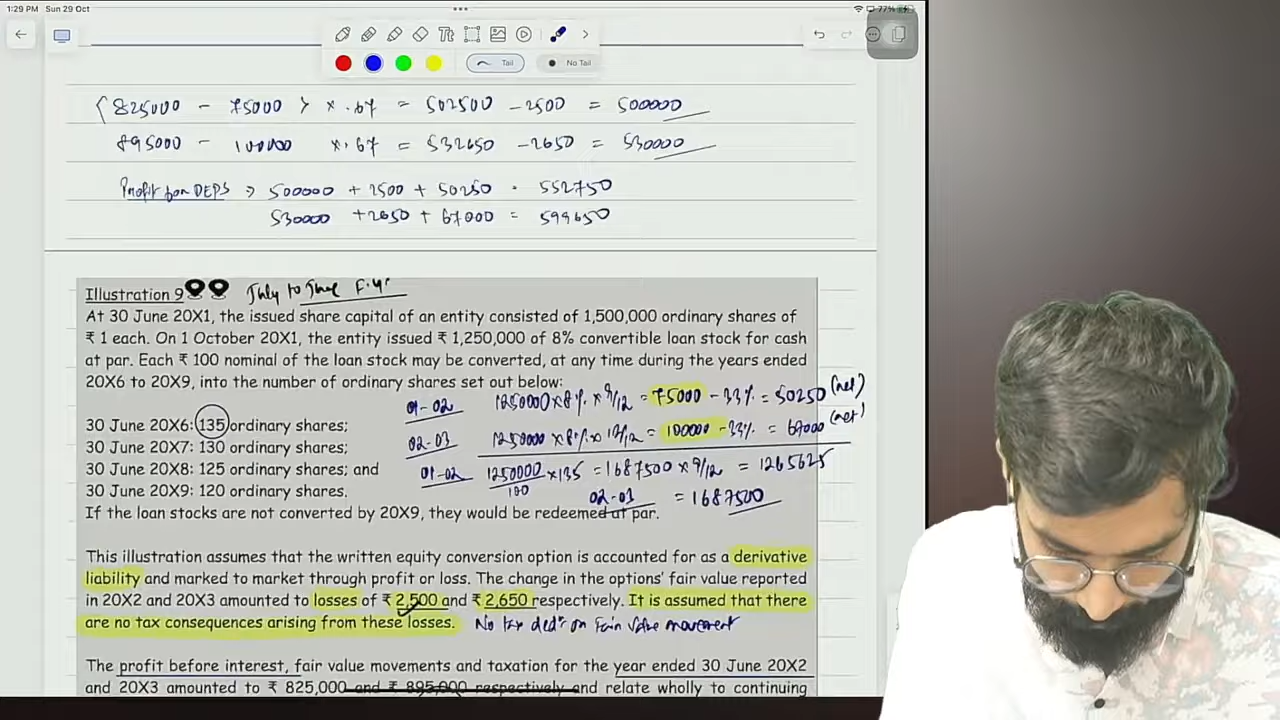 1:29 PM Sun 29 Oct
77%
Tail
No Tail
(825000 - 75000) x .67 = 502500 - 2500 = 500000
895000 - 100000 x .67 = 532650 - 2650 = 530000
Profit for DEPS => 500000 + 2500 + 50250 = 552750
530000 + 2650 + 67000 = 599650
Illustration 9 July to June F.Y.
At 30 June 20X1, the issued share capital of an entity consisted of 1,500,000 ordinary shares of
₹ 1 each. On 1 October 20X1, the entity issued ₹ 1,250,000 of 8% convertible loan stock for cash
at par. Each ₹ 100 nominal of the loan stock may be converted, at any time during the years ended
20X6 to 20X9, into the number of ordinary shares set out below:
01-02 1250000 x 8% x 9/12 = 75000 - 33% = 50250 (net)
30 June 20X6: 135 ordinary shares;
02-03 1250000 x 8% x 12/12 = 100000 - 33% = 67000 (net)
30 June 20X7: 130 ordinary shares;
30 June 20X8: 125 ordinary shares; and
01-02 1250000/100 x 135 = 1687500 x 9/12 = 1265625
30 June 20X9: 120 ordinary shares.
02-03 = 1687500
If the loan stocks are not converted by 20X9, they would be redeemed at par.
This illustration assumes that the written equity conversion option is accounted for as a derivative
liability and marked to market through profit or loss. The change in the options' fair value reported
in 20X2 and 20X3 amounted to losses of ₹ 2,500 and ₹ 2,650 respectively. It is assumed that there
are no tax consequences arising from these losses. No tax dedn on Fair Value movement
The profit before interest, fair value movements and taxation for the year ended 30 June 20X2
and 20X3 amounted to ₹ 825,000 and ₹ 895,000 respectively and relate wholly to continuing